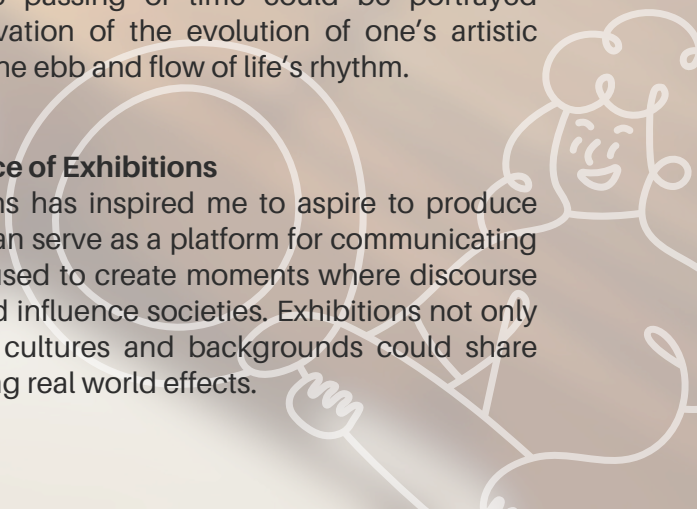 passing of time could be portrayed
vation of the evolution of one's artistic
he ebb and flow of life's rhythm.
ce of Exhibitions
ns has inspired me to aspire to produce
an serve as a platform for communicating
used to create moments where discourse
d influence societies. Exhibitions not only
cultures and backgrounds could share
ng real world effects.